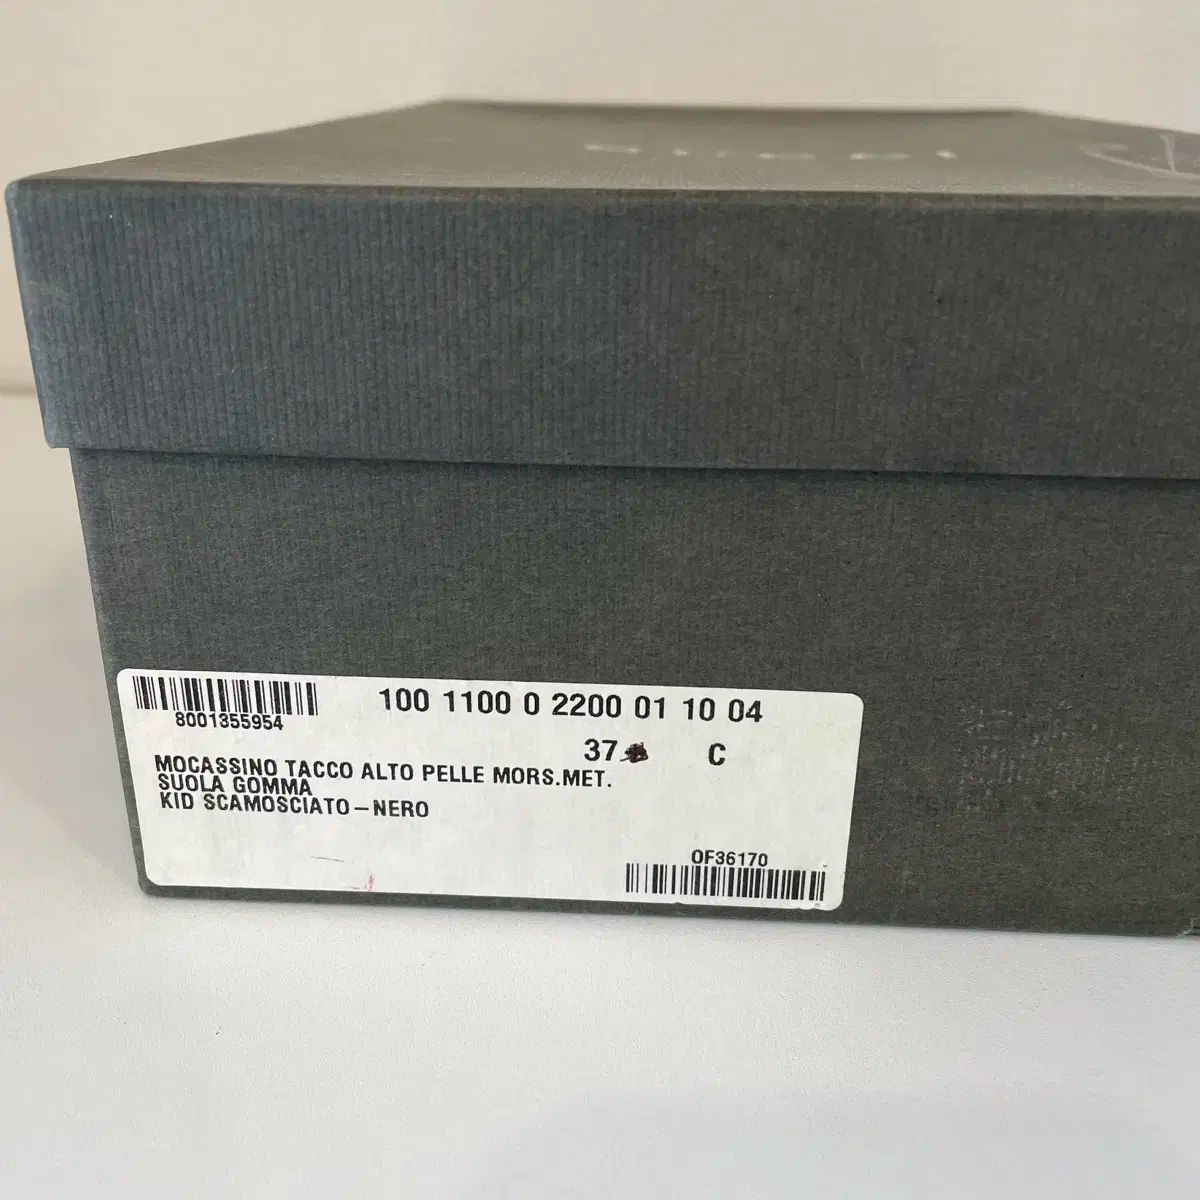 100 1100 0 2200 01 10 04
8001355954
37 C
MOCASSINO TACCO ALTO PELLE MORS.MET.
SUOLA GOMMA
KID SCAMOSCIATO-NERO
OF36170